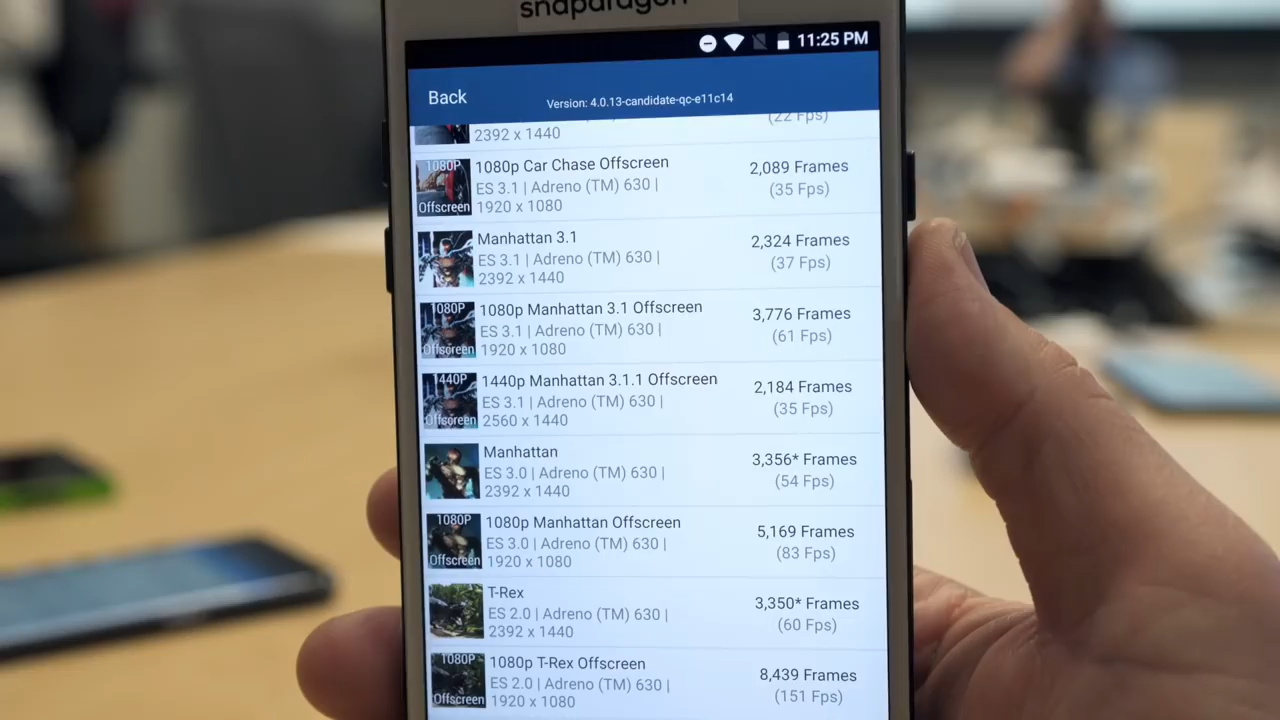 snapdragon
11:25 PM
Back
Version: 4.0.13-candidate-qc-e11c14
(22 Fps)
2392 x 1440
1080P
Offscreen
1080p Car Chase Offscreen
2,089 Frames
ES 3.1 | Adreno (TM) 630 |
(35 Fps)
1920 x 1080
Manhattan 3.1
2,324 Frames
ES 3.1 | Adreno (TM) 630 |
(37 Fps)
2392 x 1440
1080P
Offscreen
1080p Manhattan 3.1 Offscreen
3,776 Frames
ES 3.1 | Adreno (TM) 630 |
(61 Fps)
1920 x 1080
1440P
Offscreen
1440p Manhattan 3.1.1 Offscreen
2,184 Frames
ES 3.1 | Adreno (TM) 630 |
(35 Fps)
2560 x 1440
Manhattan
3,356* Frames
ES 3.0 | Adreno (TM) 630 |
(54 Fps)
2392 x 1440
1080P
Offscreen
1080p Manhattan Offscreen
5,169 Frames
ES 3.0 | Adreno (TM) 630 |
(83 Fps)
1920 x 1080
T-Rex
3,350* Frames
ES 2.0 | Adreno (TM) 630 |
(60 Fps)
2392 x 1440
1080P
Offscreen
1080p T-Rex Offscreen
8,439 Frames
ES 2.0 | Adreno (TM) 630 |
(151 Fps)
1920 x 1080